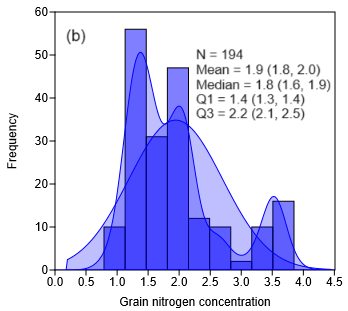 60
(b)
N = 194
50
Mean = 1.9 (1.8, 2.0)
Median = 1.8 (1.6, 1.9)
Q1 = 1.4 (1.3, 1.4)
40
Q3 = 2.2 (2.1, 2.5)
Frequency
30
20
10
0
0.0 0.5 1.0 1.5 2.0 2.5 3.0 3.5 4.0 4.5
Grain nitrogen concentration